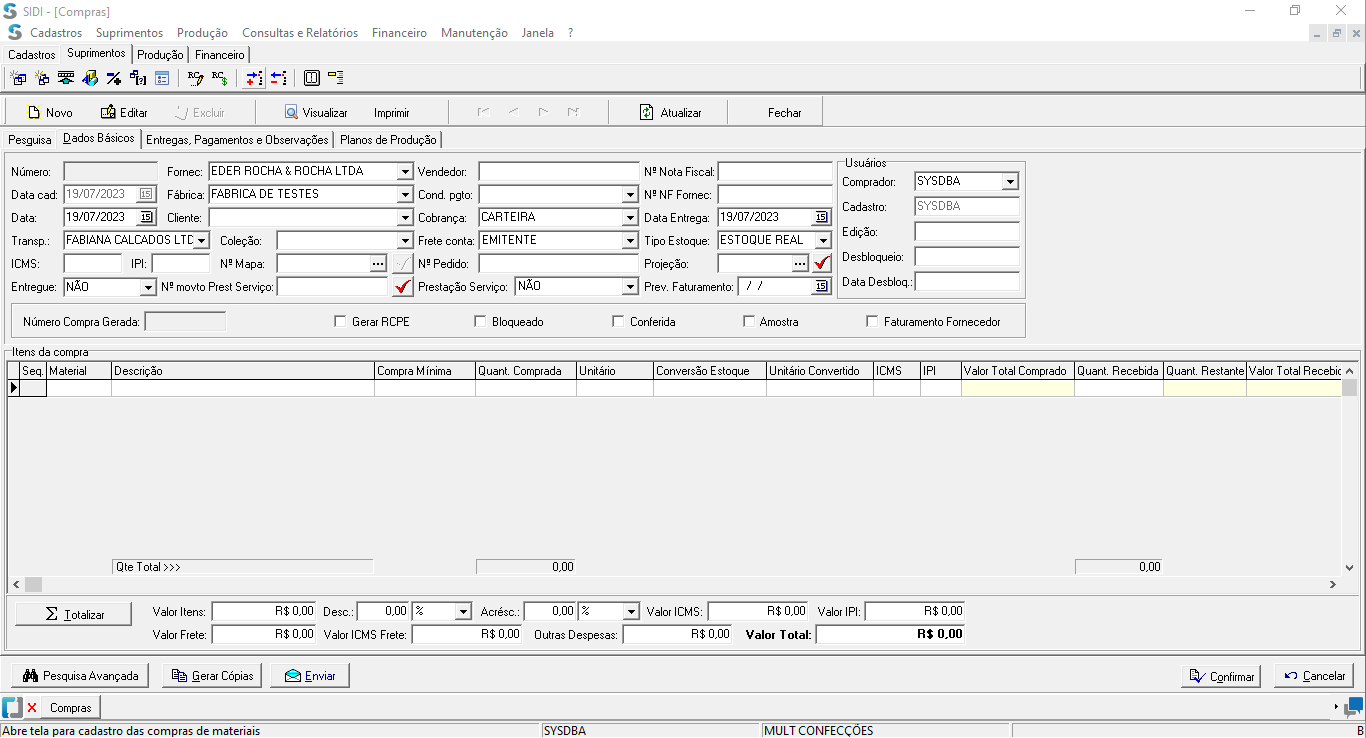 SIDI - [Compras]
Cadastros Suprimentos Produção Consultas e Relatórios Financeiro Manutenção Janela ?
Cadastros Suprimentos Produção Financeiro
Novo Editar Excluir Visualizar Imprimir Atualizar Fechar
Pesquisa Dados Básicos Entregas, Pagamentos e Observações Planos de Produção
Número: Fornec: EDER ROCHA & ROCHA LTDA Vendedor: Nº Nota Fiscal: Usuários
Data cad: 19/07/2023 Fábrica: FABRICA DE TESTES Cond. pgto: Nº NF Fornec: Comprador: SYSDBA
Data: 19/07/2023 Cliente: Cobrança: CARTEIRA Data Entrega: 19/07/2023 Cadastro: SYSDBA
Transp.: FABIANA CALCADOS LTC Coleção: Frete conta: EMITENTE Tipo Estoque: ESTOQUE REAL Edição:
ICMS: IPI: Nº Mapa: Nº Pedido: Projeção: Desbloqueio:
Entregue: NÃO Nº movto Prest Serviço: Prestação Serviço: NÃO Prev. Faturamento: / / Data Desbloq.:
Número Compra Gerada: Gerar RCPE Bloqueado Conferida Amostra Faturamento Fornecedor
Itens da compra
Seq. Material Descrição Compra Mínima Quant. Comprada Unitário Conversão Estoque Unitário Convertido ICMS IPI Valor Total Comprado Quant. Recebida Quant. Restante Valor Total Recebic
Qte Total >>> 0,00 0,00
Totalizar Valor Itens: R$ 0,00 Desc.: 0,00 % Acrésc.: 0,00 % Valor ICMS: R$ 0,00 Valor IPI: R$ 0,00
Valor Frete: R$ 0,00 Valor ICMS Frete: R$ 0,00 Outras Despesas: R$ 0,00 Valor Total: R$ 0,00
Pesquisa Avançada Gerar Cópias Enviar Confirmar Cancelar
Compras
Abre tela para cadastro das compras de materiais SYSDBA MULT CONFECÇÕES B